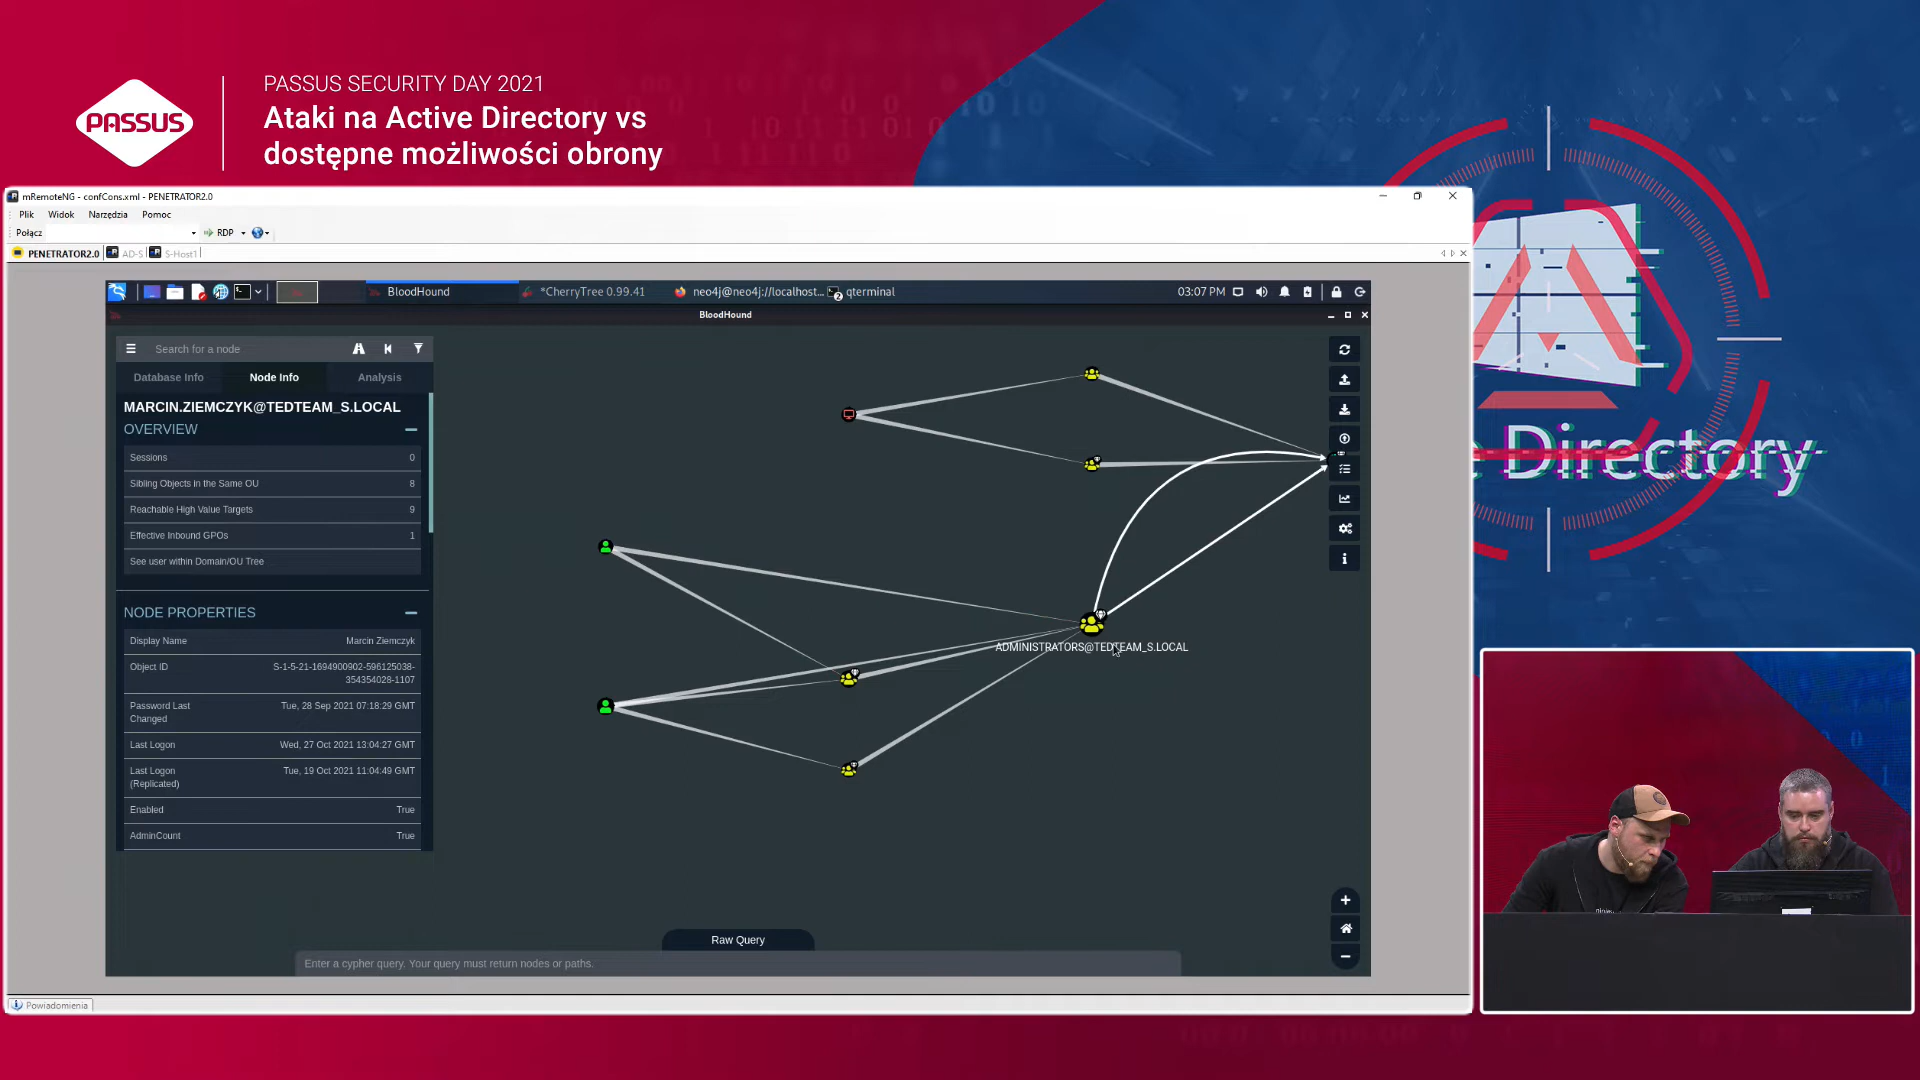 PASSUS
PASSUS SECURITY DAY 2021
Ataki na Active Directory vs
dostępne możliwości obrony
mRemoteNG - confCons.xml - PENETRATOR2.0
Plik Widok Narzędzia Pomoc
Połącz RDP
PENETRATOR2.0 AD-S S-Host1
BloodHound *CherryTree 0.99.41 neo4j@neo4j://localhost... 2 qterminal 03:07 PM
BloodHound
Search for a node
Database Info Node Info Analysis
MARCIN.ZIEMCZYK@TEDTEAM_S.LOCAL
OVERVIEW
Sessions 0
Sibling Objects in the Same OU 8
Reachable High Value Targets 9
Effective Inbound GPOs 1
See user within Domain/OU Tree
NODE PROPERTIES
Display Name Marcin Ziemczyk
Object ID S-1-5-21-1694900902-596125038-
354354028-1107
Password Last Tue, 28 Sep 2021 07:18:29 GMT
Changed
Last Logon Wed, 27 Oct 2021 13:04:27 GMT
Last Logon Tue, 19 Oct 2021 11:04:49 GMT
(Replicated)
Enabled True
AdminCount True
ADMINISTRATORS@TEDTEAM_S.LOCAL
Raw Query
Enter a cypher query. Your query must return nodes or paths.
Powiadomienia
e Directory